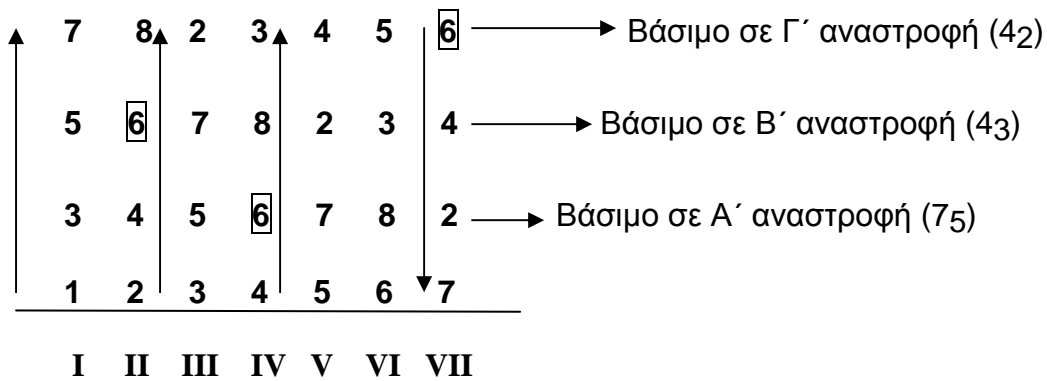 7 8 2 3 4 5 6 Βάσιμο σε Γ΄ αναστροφή (42)
5 6 7 8 2 3 4 Βάσιμο σε Β΄ αναστροφή (43)
3 4 5 6 7 8 2 Βάσιμο σε Α΄ αναστροφή (75)
1 2 3 4 5 6 7
I II III IV V VI VII